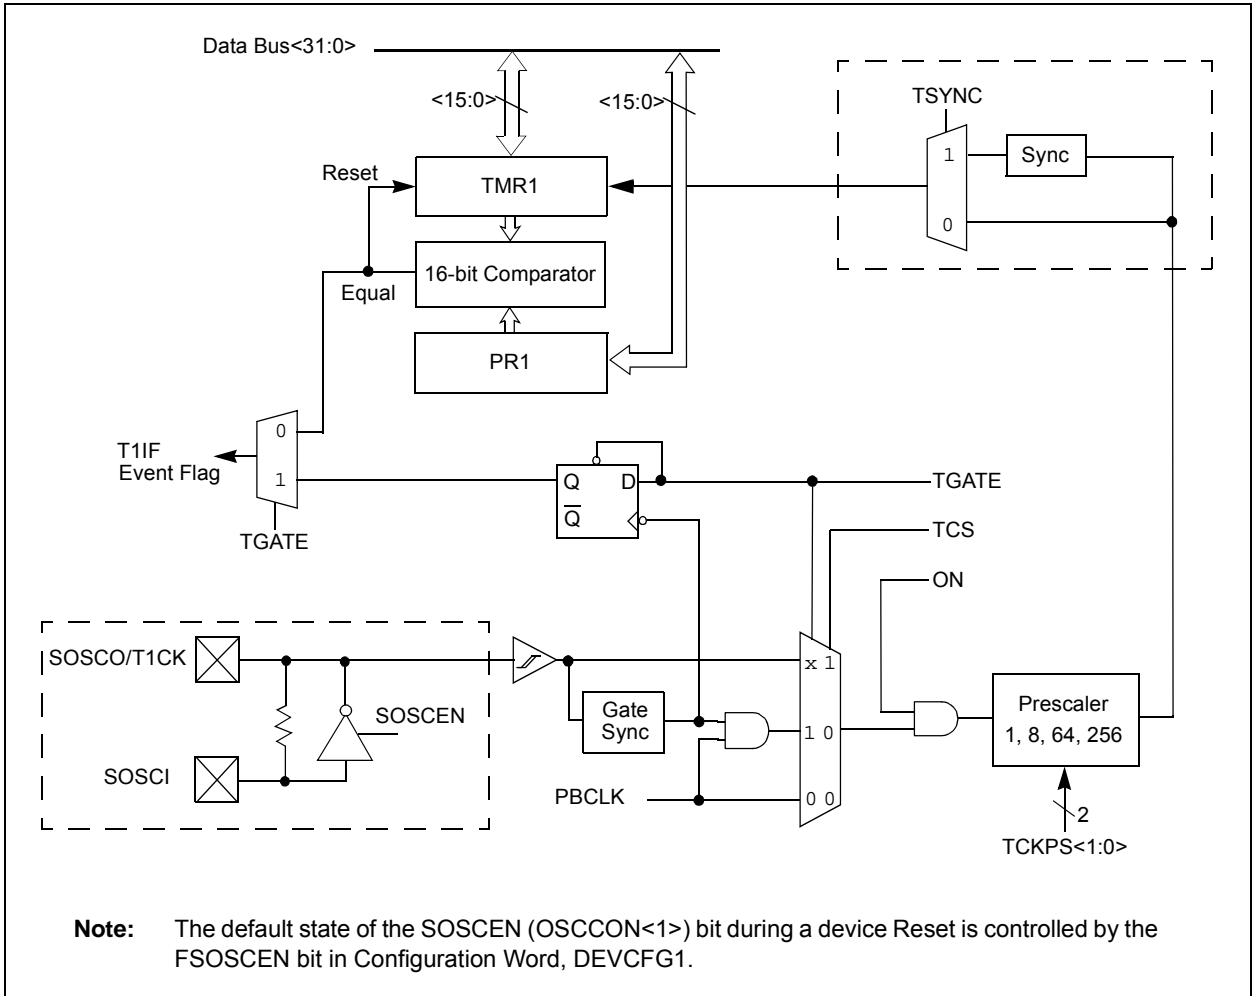 Data Bus<31:0>
<15:0>
<15:0>
TSYNC
1
Sync
0
Reset
TMR1
16-bit Comparator
Equal
PR1
0
T1IF
Event Flag
1
TGATE
Q
D
Q̅
TGATE
TCS
ON
SOSCO/T1CK
SOSCEN
SOSCI
Gate
Sync
PBCLK
x 1
1 0
0 0
Prescaler
1, 8, 64, 256
2
TCKPS<1:0>
Note: The default state of the SOSCEN (OSCCON<1>) bit during a device Reset is controlled by the
FSOSCEN bit in Configuration Word, DEVCFG1.